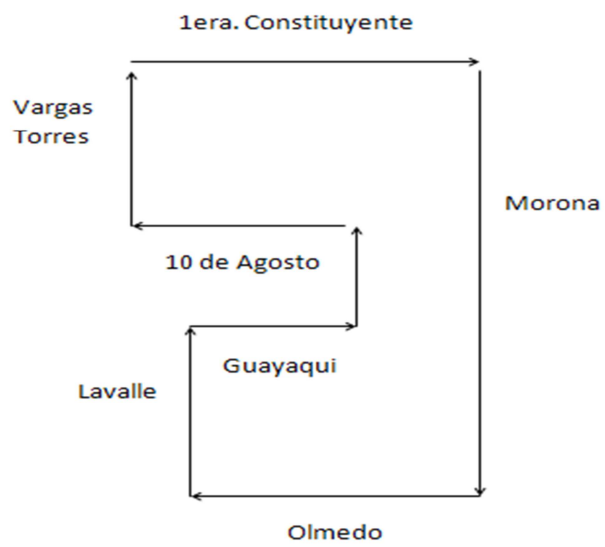 1era. Constituyente
Vargas
Torres
Morona
10 de Agosto
Guayaqui
Lavalle
Olmedo